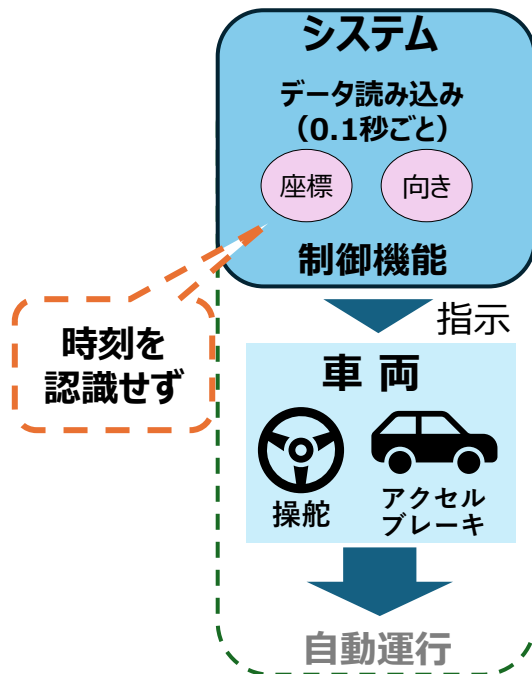 システム
データ読み込み
（0.1秒ごと）
座標
向き
制御機能
時刻を
認識せず
指示
車 両
操舵
アクセル
ブレーキ
自動運行